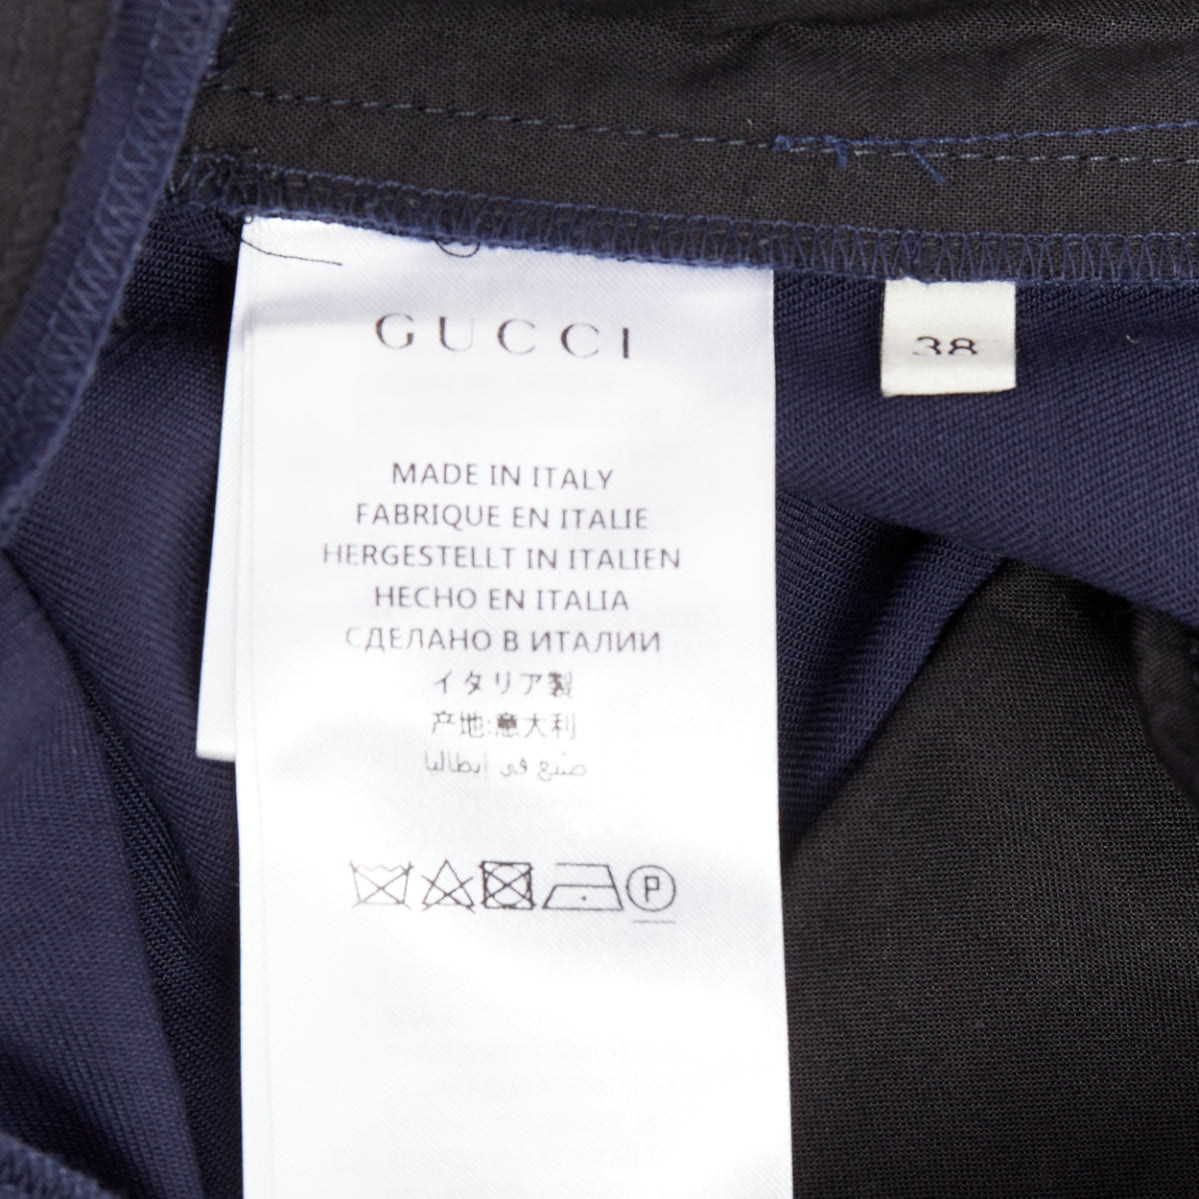 GUCCI
38
MADE IN ITALY
FABRIQUE EN ITALIE
HERGESTELLT IN ITALIEN
HECHO EN ITALIA
СДЕЛАНО В ИТАЛИИ
イタリア製
产地:意大利
صنع في إيطاليا
P